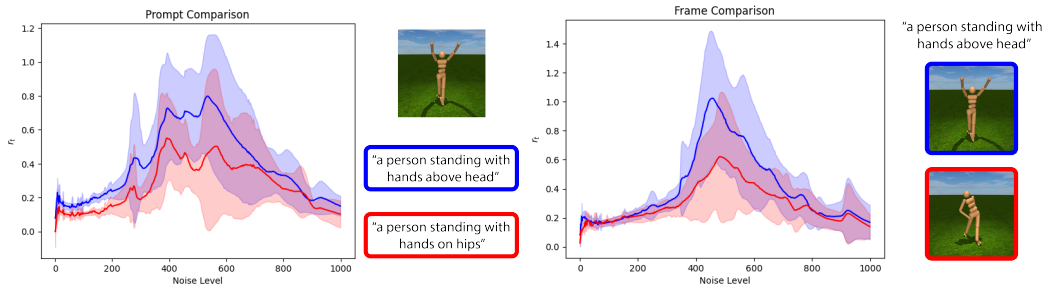 Prompt Comparison
1.2
1.0
0.8
0.6
0.4
0.2
0.0
r_t
0
200
400
600
800
1000
Noise Level
“a person standing with
hands above head”
“a person standing with
hands on hips”
Frame Comparison
1.4
1.2
1.0
0.8
0.6
0.4
0.2
0.0
r_t
0
200
400
600
800
1000
Noise Level
“a person standing with
hands above head”